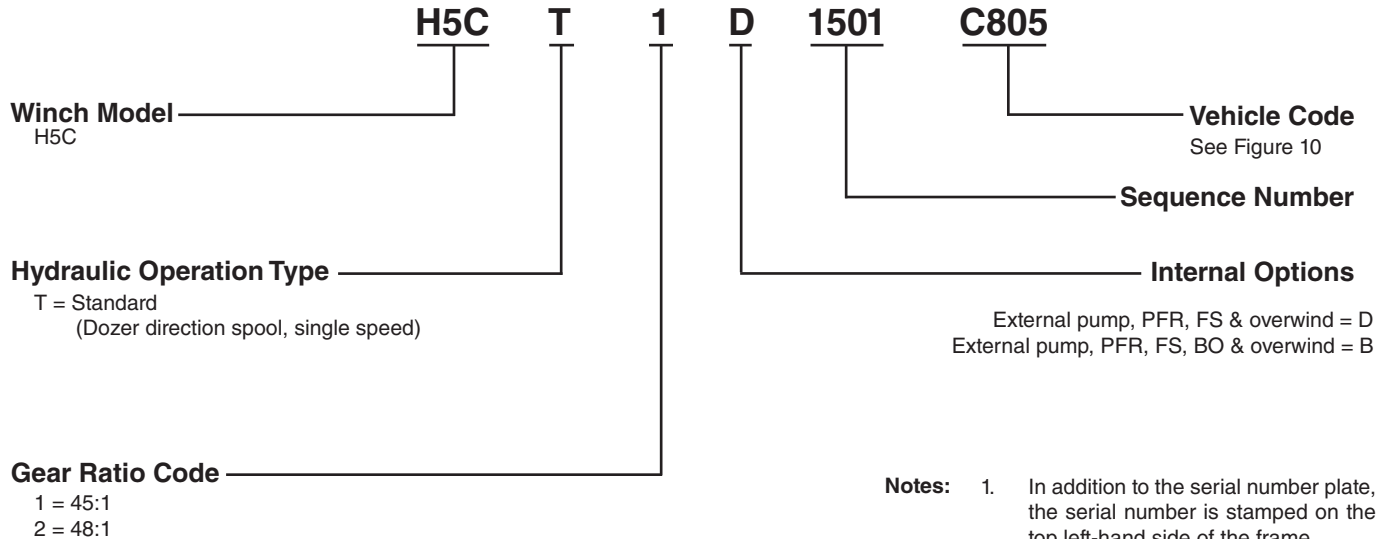 H5C T 1 D 1501 C805
Winch Model
H5C
Vehicle Code
See Figure 10
Sequence Number
Hydraulic Operation Type
T = Standard
(Dozer direction spool, single speed)
Internal Options
External pump, PFR, FS & overwind = D
External pump, PFR, FS, BO & overwind = B
Gear Ratio Code
1 = 45:1
2 = 48:1
Notes: 1. In addition to the serial number plate,
the serial number is stamped on the
top left-hand side of the frame